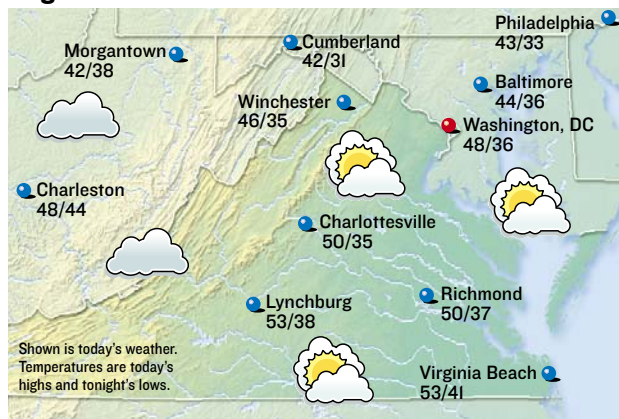 Philadelphia
43/33
Morgantown
42/38
Cumberland
42/31
Baltimore
44/36
Winchester
46/35
Washington, DC
48/36
Charleston
48/44
Charlottesville
50/35
Lynchburg
53/38
Richmond
50/37
Shown is today's weather.
Temperatures are today's
highs and tonight's lows.
Virginia Beach
53/41